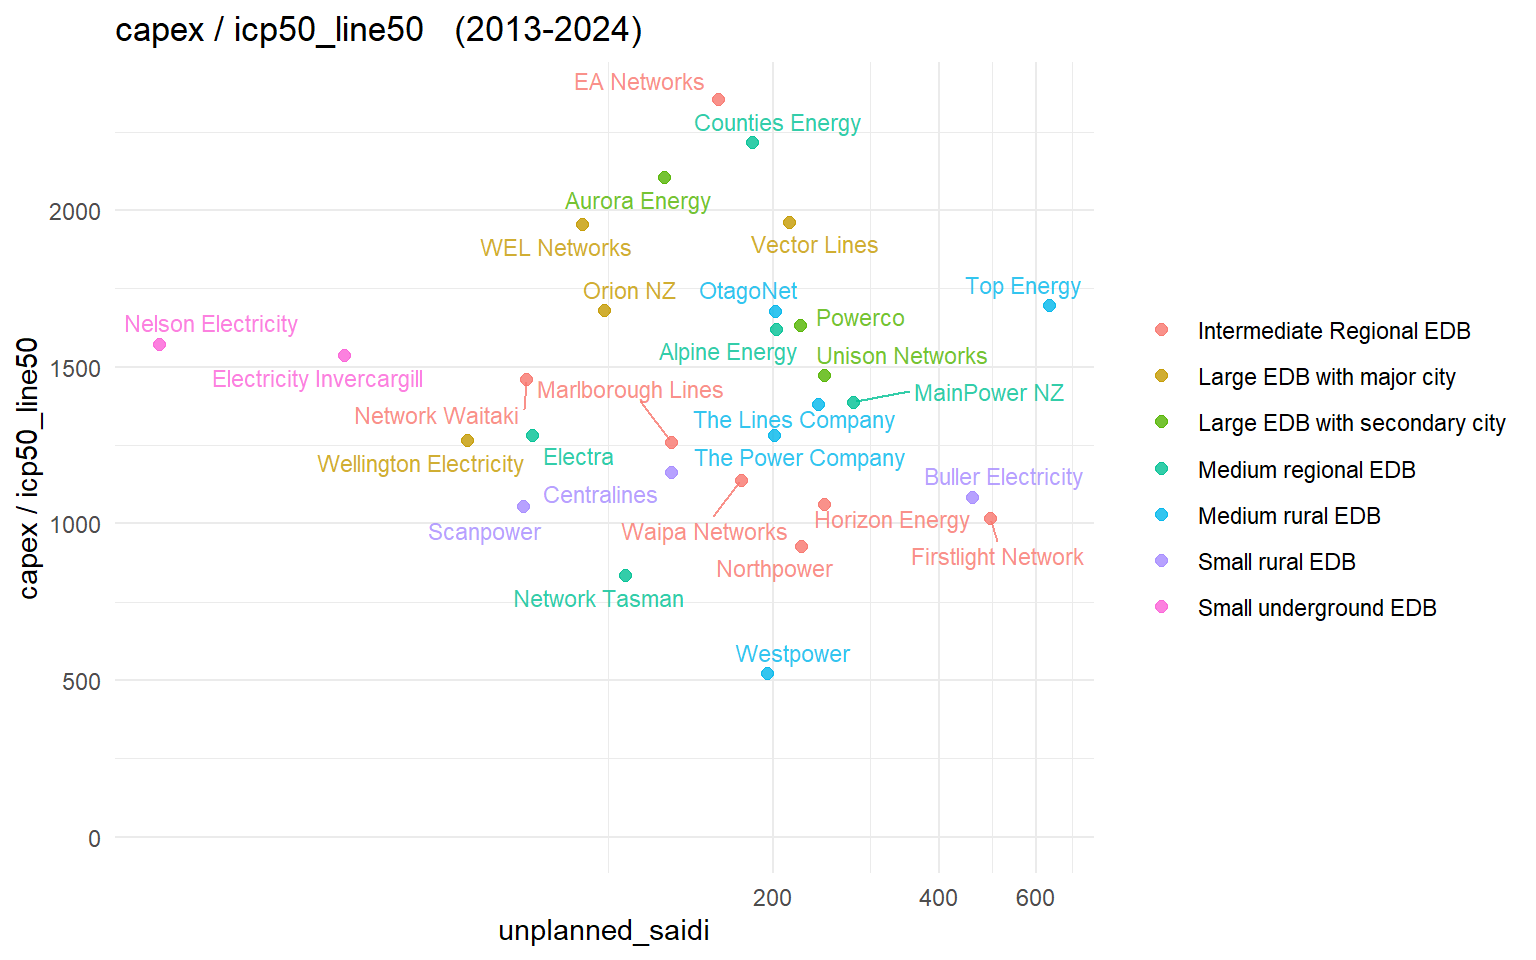 capex / icp50_line50   (2013-2024)
EA Networks
Counties Energy
Aurora Energy
2000
WEL Networks
Vector Lines
Orion NZ
OtagoNet
Top Energy
Nelson Electricity
Powerco
Alpine Energy
Unison Networks
1500
Electricity Invercargill
Marlborough Lines
MainPower NZ
Network Waitaki
The Lines Company
Wellington Electricity
Electra
The Power Company
Buller Electricity
Centralines
1000
Scanpower
Waipa Networks
Horizon Energy
Northpower
Firstlight Network
Network Tasman
Westpower
500
0
200
400
600
unplanned_saidi
capex / icp50_line50
Intermediate Regional EDB
Large EDB with major city
Large EDB with secondary city
Medium regional EDB
Medium rural EDB
Small rural EDB
Small underground EDB